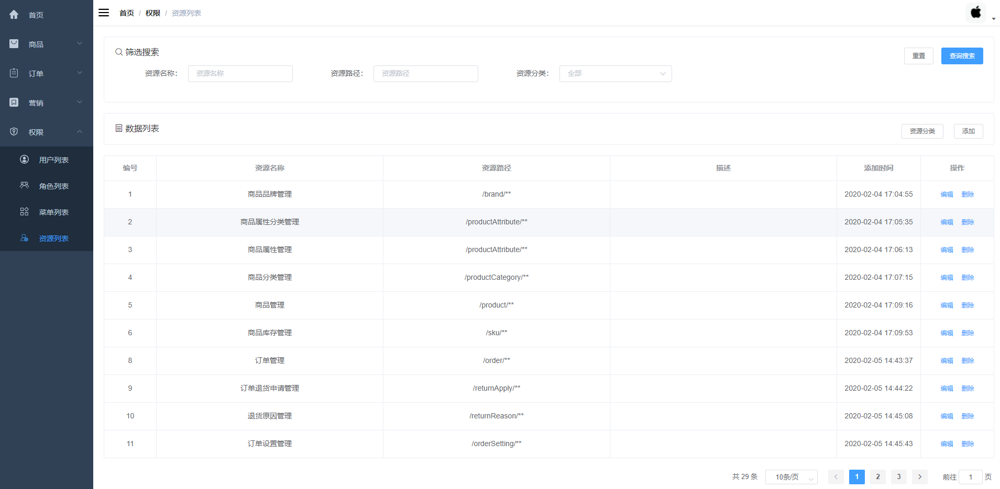 首页
商品
订单
营销
权限
用户列表
角色列表
菜单列表
资源列表
首页 / 权限 / 资源列表
筛选搜索
重置 查询搜索
资源名称： 资源名称 资源路径： 资源路径 资源分类： 全部
数据列表
资源分类 添加
编号 资源名称 资源路径 描述 添加时间 操作
1 商品品牌管理 /brand/** 2020-02-04 17:04:55 编辑 删除
2 商品属性分类管理 /productAttribute/** 2020-02-04 17:05:35 编辑 删除
3 商品属性管理 /productAttribute/** 2020-02-04 17:06:13 编辑 删除
4 商品分类管理 /productCategory/** 2020-02-04 17:07:15 编辑 删除
5 商品管理 /product/** 2020-02-04 17:09:16 编辑 删除
6 商品库存管理 /sku/** 2020-02-04 17:09:53 编辑 删除
8 订单管理 /order/** 2020-02-05 14:43:37 编辑 删除
9 订单退货申请管理 /returnApply/** 2020-02-05 14:44:22 编辑 删除
10 退货原因管理 /returnReason/** 2020-02-05 14:45:08 编辑 删除
11 订单设置管理 /orderSetting/** 2020-02-05 14:45:43 编辑 删除
共 29 条 10条/页 1 2 3 前往 1 页